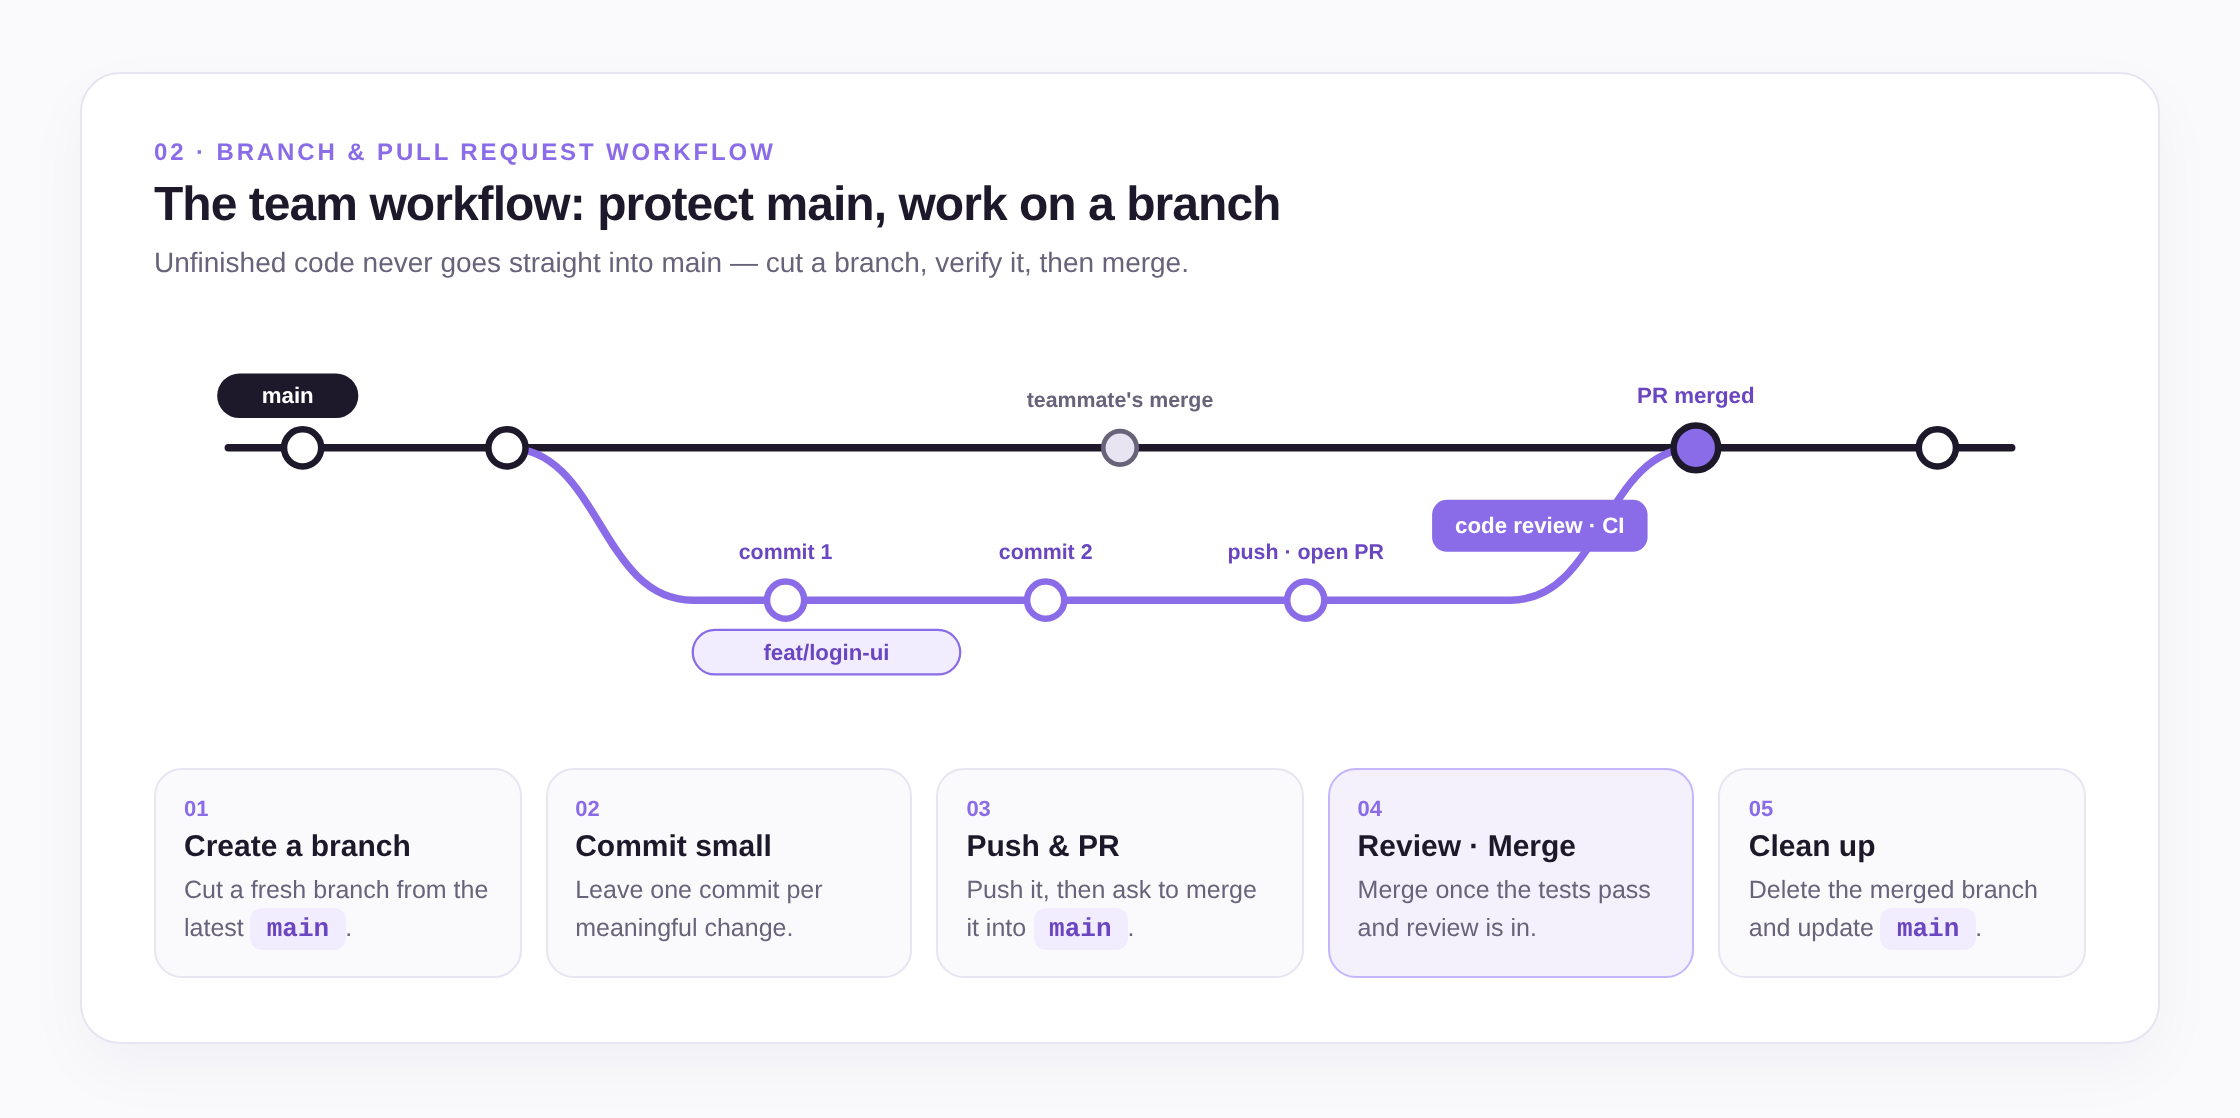 02 · BRANCH & PULL REQUEST WORKFLOW
The team workflow: protect main, work on a branch
Unfinished code never goes straight into main — cut a branch, verify it, then merge.
main
teammate's merge
PR merged
code review · CI
commit 1
commit 2
push · open PR
feat/login-ui
01
Create a branch
Cut a fresh branch from the
latest main.
02
Commit small
Leave one commit per
meaningful change.
03
Push & PR
Push it, then ask to merge
it into main.
04
Review · Merge
Merge once the tests pass
and review is in.
05
Clean up
Delete the merged branch
and update main.